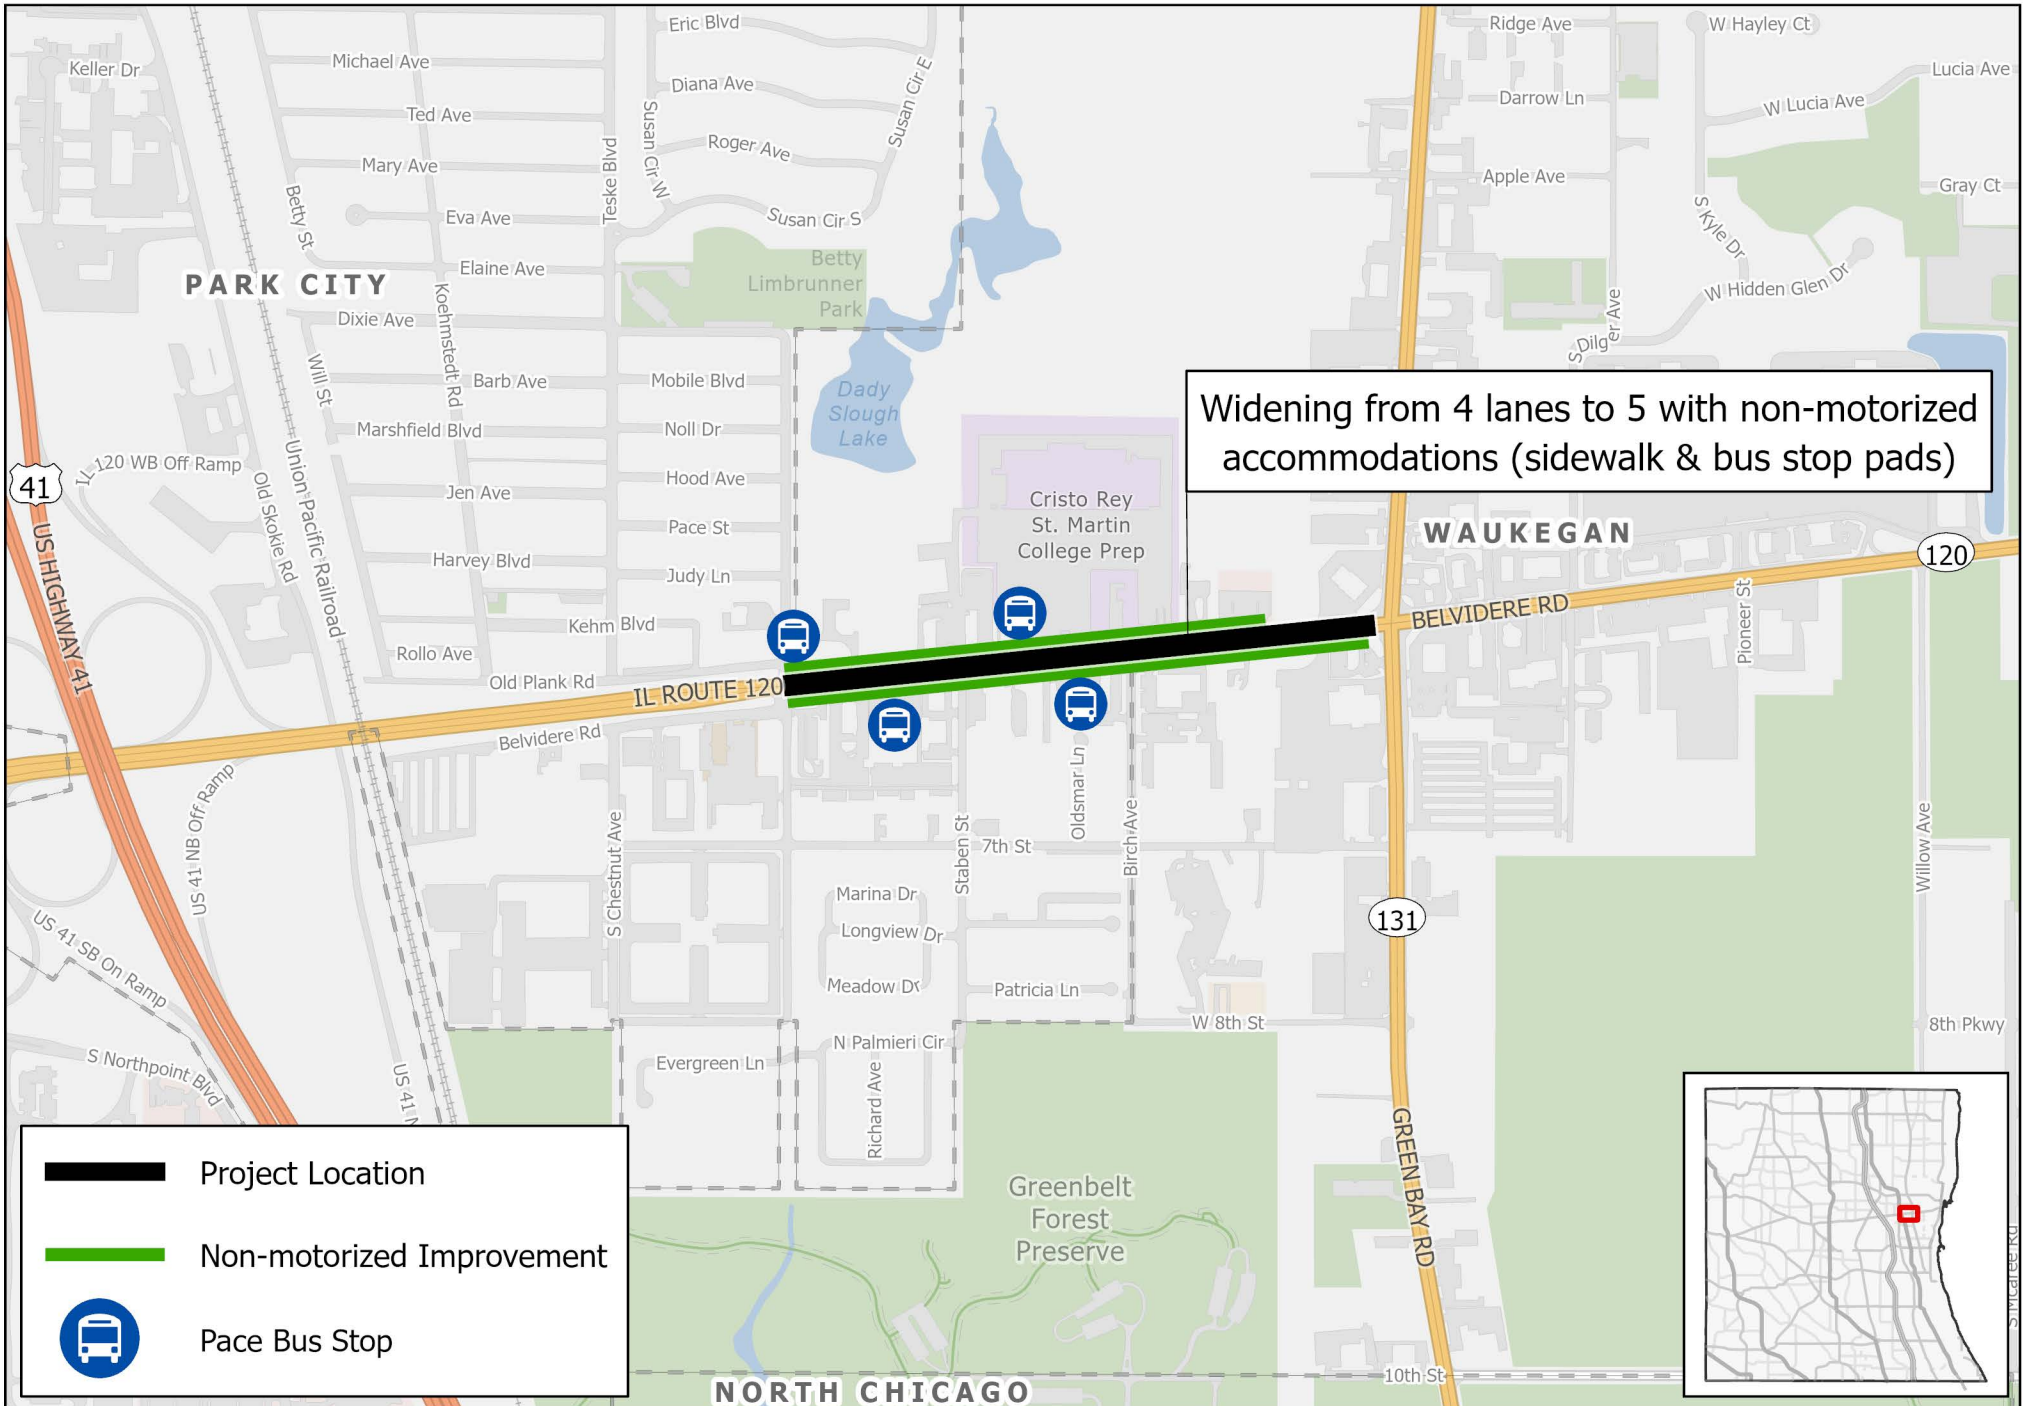 Eric Blvd
Ridge Ave
W Hayley Ct
Keller Dr
Michael Ave
Diana Ave
Susan Cir E
Lucia Ave
Darrow Ln
W Lucia Ave
Ted Ave
Susan Cir W
Roger Ave
Teske Blvd
Mary Ave
Apple Ave
Gray Ct
Betty St
Eva Ave
Susan Cir S
S Kyle Dr
Elaine Ave
Betty
Limbrunner
Park
PARK CITY
Koehmstedt Rd
W Hidden Glen Dr
Dixie Ave
S Dilger Ave
Will St
Barb Ave
Mobile Blvd
Dady
Slough
Lake
Widening from 4 lanes to 5 with non-motorized
accommodations (sidewalk & bus stop pads)
Marshfield Blvd
Noll Dr
IL 120 WB Off Ramp
Union Pacific Railroad
Old Skokie Rd
41
Jen Ave
Hood Ave
Cristo Rey
St. Martin
College Prep
Pace St
WAUKEGAN
120
US HIGHWAY 41
Harvey Blvd
Judy Ln
Pioneer St
BELVIDERE RD
Kehm Blvd
Rollo Ave
Old Plank Rd
IL ROUTE 120
Belvidere Rd
US 41 NB Off Ramp
Oldsmar Ln
Birch Ave
Staben St
S Chestnut Ave
7th St
Willow Ave
Marina Dr
131
Longview Dr
US 41 SB On Ramp
Meadow Dr
Patricia Ln
W 8th St
8th Pkwy
N Palmieri Cir
Evergreen Ln
S Northpoint Blvd
US 41 N
Richard Ave
GREEN BAY RD
Project Location
Greenbelt
Forest
Preserve
Non-motorized Improvement
S McAree Rd
Pace Bus Stop
10th St
NORTH CHICAGO